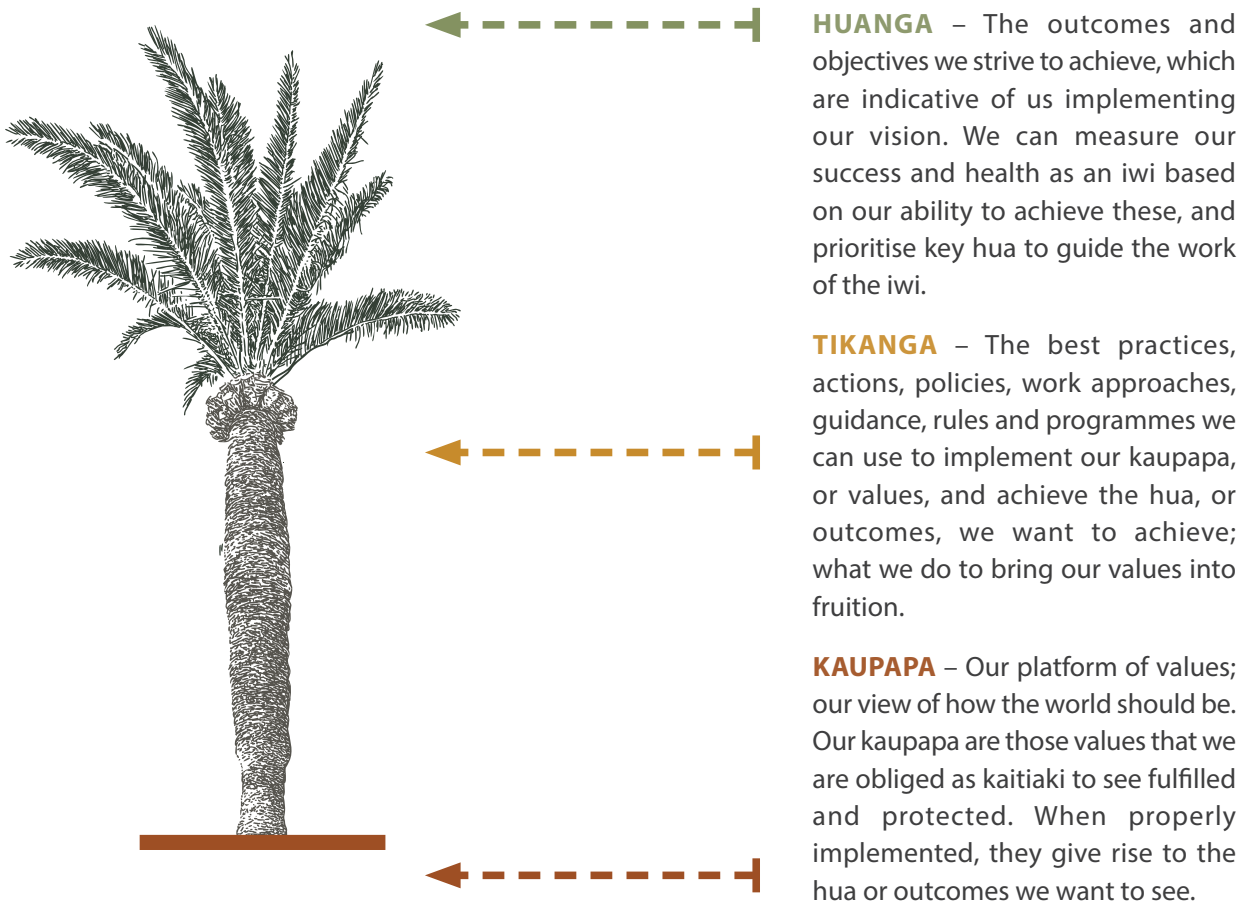 HUANGA – The outcomes and
objectives we strive to achieve, which
are indicative of us implementing
our vision. We can measure our
success and health as an iwi based
on our ability to achieve these, and
prioritise key hua to guide the work
of the iwi.
TIKANGA – The best practices,
actions, policies, work approaches,
guidance, rules and programmes we
can use to implement our kaupapa,
or values, and achieve the hua, or
outcomes, we want to achieve;
what we do to bring our values into
fruition.
KAUPAPA – Our platform of values;
our view of how the world should be.
Our kaupapa are those values that we
are obliged as kaitiaki to see fulfilled
and protected. When properly
implemented, they give rise to the
hua or outcomes we want to see.